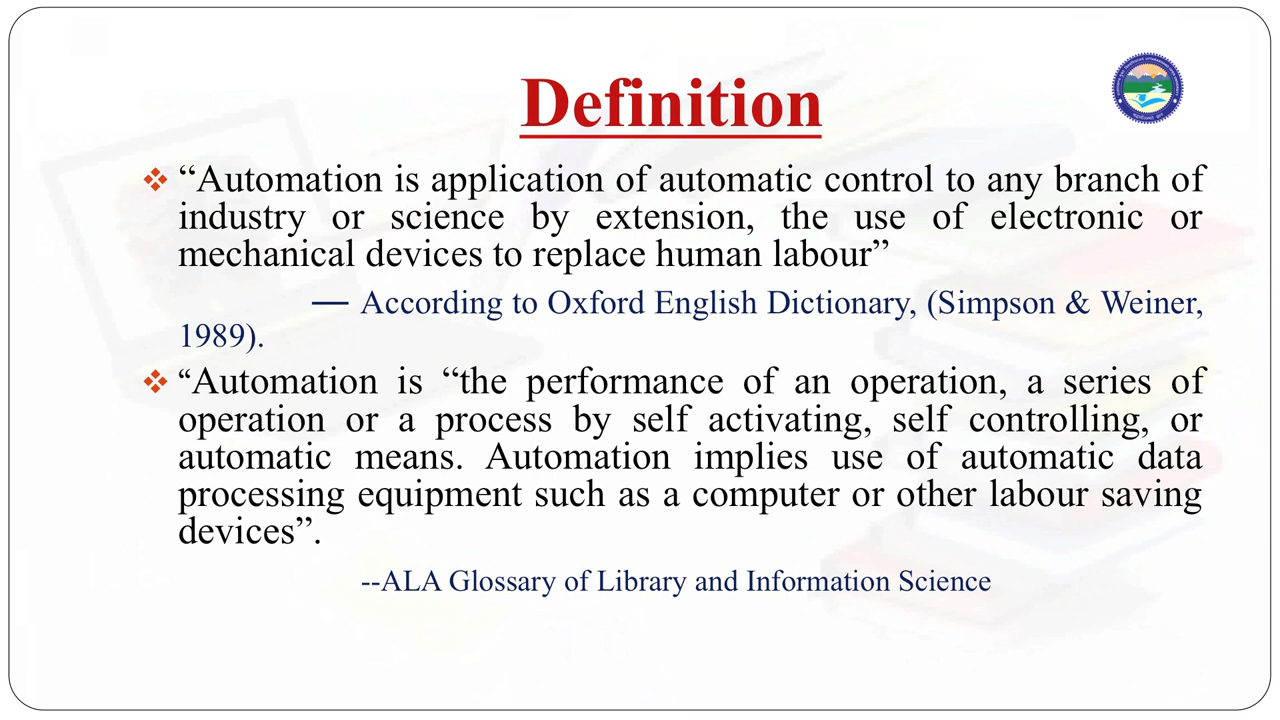 Definition
“Automation is application of automatic control to any branch of
industry or science by extension, the use of electronic or
mechanical devices to replace human labour”
— According to Oxford English Dictionary, (Simpson & Weiner,
1989).
“Automation is “the performance of an operation, a series of
operation or a process by self activating, self controlling, or
automatic means. Automation implies use of automatic data
processing equipment such as a computer or other labour saving
devices”.
--ALA Glossary of Library and Information Science